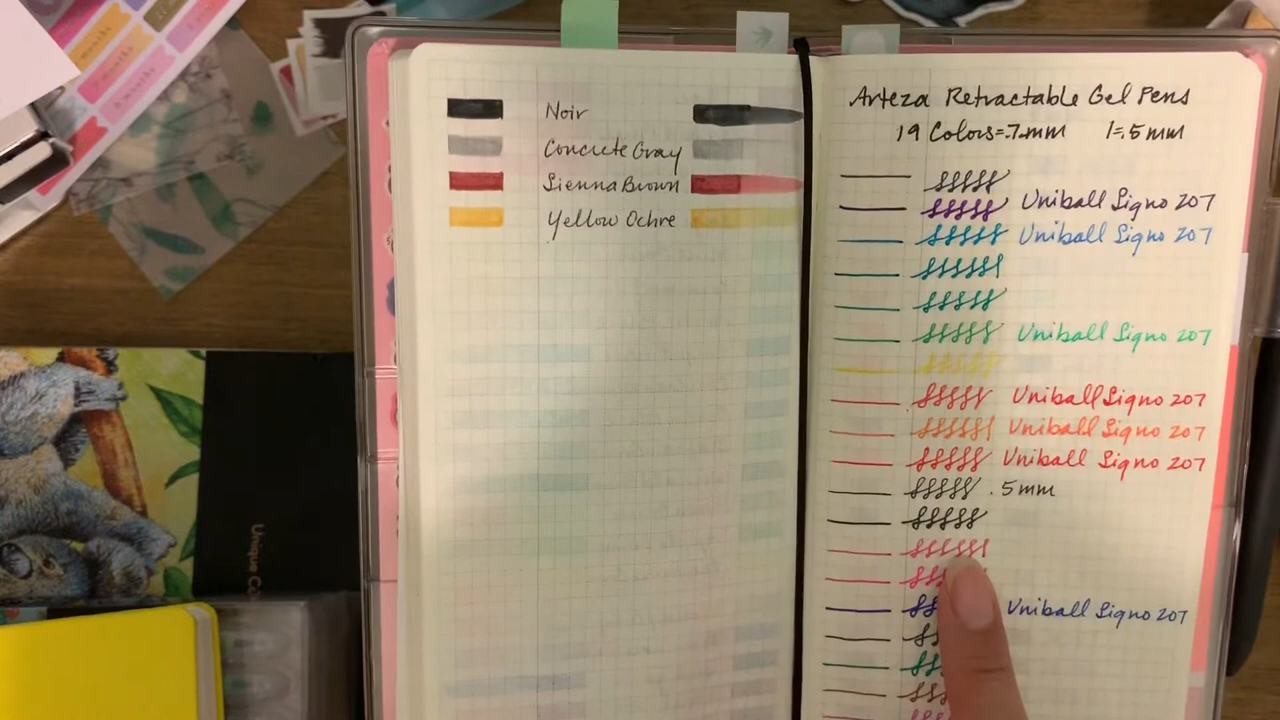 Noir
Concrete Gray
Sienna Brown
Yellow Ochre
Arteza Retractable Gel Pens
19 Colors=.7mm 1=.5mm
Uniball Signo 207
Uniball Signo 207
Uniball Signo 207
Uniball Signo 207
Uniball Signo 207
Uniball Signo 207
.5mm
Uniball Signo 207
Unique